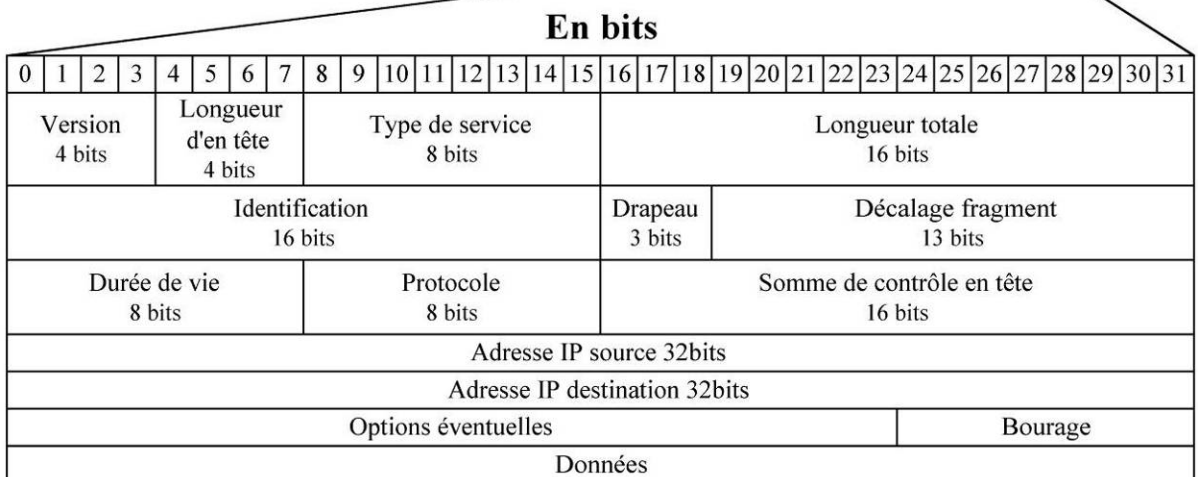 En bits
0 1 2 3 4 5 6 7 8 9 10 11 12 13 14 15 16 17 18 19 20 21 22 23 24 25 26 27 28 29 30 31
Version
4 bits
Longueur
d'en tête
4 bits
Type de service
8 bits
Longueur totale
16 bits
Identification
16 bits
Drapeau
3 bits
Décalage fragment
13 bits
Durée de vie
8 bits
Protocole
8 bits
Somme de contrôle en tête
16 bits
Adresse IP source 32bits
Adresse IP destination 32bits
Options éventuelles
Bourage
Données